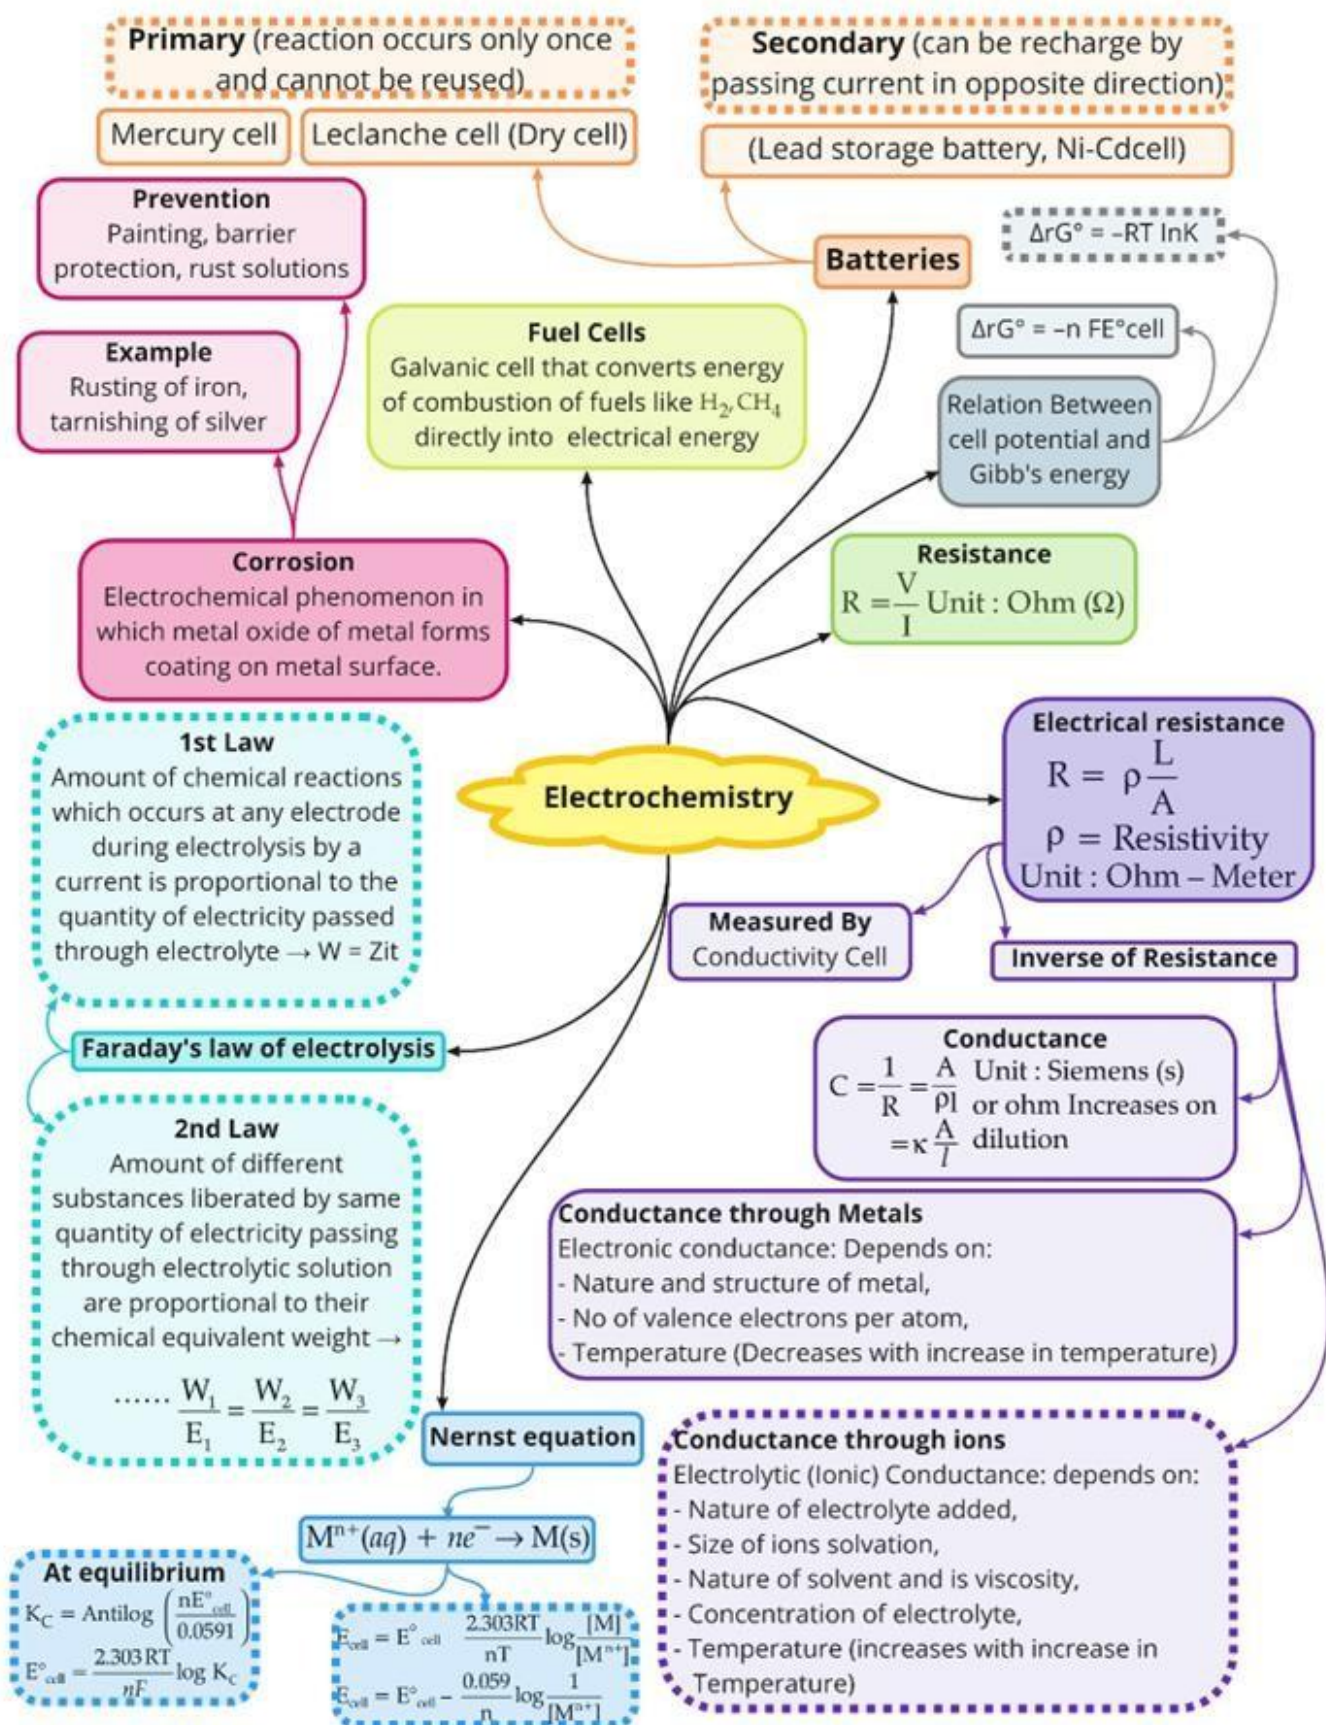 Primary (reaction occurs only once
and cannot be reused)
Mercury cell
Leclanche cell (Dry cell)
Secondary (can be recharge by
passing current in opposite direction)
(Lead storage battery, Ni-Cdcell)
Prevention
Painting, barrier
protection, rust solutions
Batteries
ΔrG° = –RT lnK
ΔrG° = –n FE°cell
Relation Between
cell potential and
Gibb's energy
Fuel Cells
Galvanic cell that converts energy
of combustion of fuels like H₂,CH₄
directly into electrical energy
Example
Rusting of iron,
tarnishing of silver
Corrosion
Electrochemical phenomenon in
which metal oxide of metal forms
coating on metal surface.
Resistance
R = V/I Unit : Ohm (Ω)
Electrochemistry
Electrical resistance
R = ρ L/A
ρ = Resistivity
Unit : Ohm – Meter
Measured By
Conductivity Cell
Inverse of Resistance
Conductance
C = 1/R = A/ρl Unit : Siemens (s)
or ohm Increases on
= κ A/l dilution
Conductance through Metals
Electronic conductance: Depends on:
- Nature and structure of metal,
- No of valence electrons per atom,
- Temperature (Decreases with increase in temperature)
Conductance through ions
Electrolytic (Ionic) Conductance: depends on:
- Nature of electrolyte added,
- Size of ions solvation,
- Nature of solvent and is viscosity,
- Concentration of electrolyte,
- Temperature (increases with increase in
Temperature)
1st Law
Amount of chemical reactions
which occurs at any electrode
during electrolysis by a
current is proportional to the
quantity of electricity passed
through electrolyte → W = Zit
Faraday's law of electrolysis
2nd Law
Amount of different
substances liberated by same
quantity of electricity passing
through electrolytic solution
are proportional to their
chemical equivalent weight →
...... W₁/E₁ = W₂/E₂ = W₃/E₃
Nernst equation
Mⁿ⁺(aq) + ne⁻ → M(s)
At equilibrium
K_C = Antilog (nE°cell/0.0591)
E°cell = 2.303 RT/nF log K_C
E_cell = E° cell 2.303RT/nT log [M]/[Mⁿ⁺]
E_cell = E°cell – 0.059/n log 1/[Mⁿ⁺]